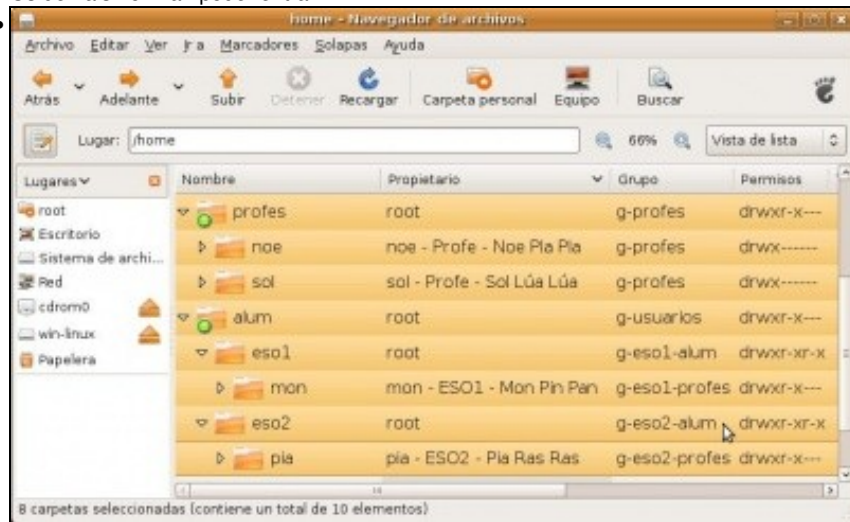 home - Navegador de archivos
Archivo Editar Ver Ir a Marcadores Solapas Ayuda
Atrás Adelante Subir Detener Recargar Carpeta personal Equipo Buscar
Lugar: /home 66% Vista de lista
Lugares Nombre Propietario Grupo Permisos
root profes root g-profes drwxr-x---
Escritorio
Sistema de archi... noe noe - Profe - Noe Pla Pla g-profes drwx------
Red sol sol - Profe - Sol Lúa Lúa g-profes drwx------
cdrom0 alum root g-usuarios drwxr-x---
win-linux
Papelera eso1 root g-eso1-alum drwxr-xr-x
mon mon - ESO1 - Mon Pin Pan g-eso1-profes drwxr-x---
eso2 root g-eso2-alum drwxr-xr-x
pia pia - ESO2 - Pia Ras Ras g-eso2-profes drwxr-x---
8 carpetas seleccionadas (contiene un total de 10 elementos)